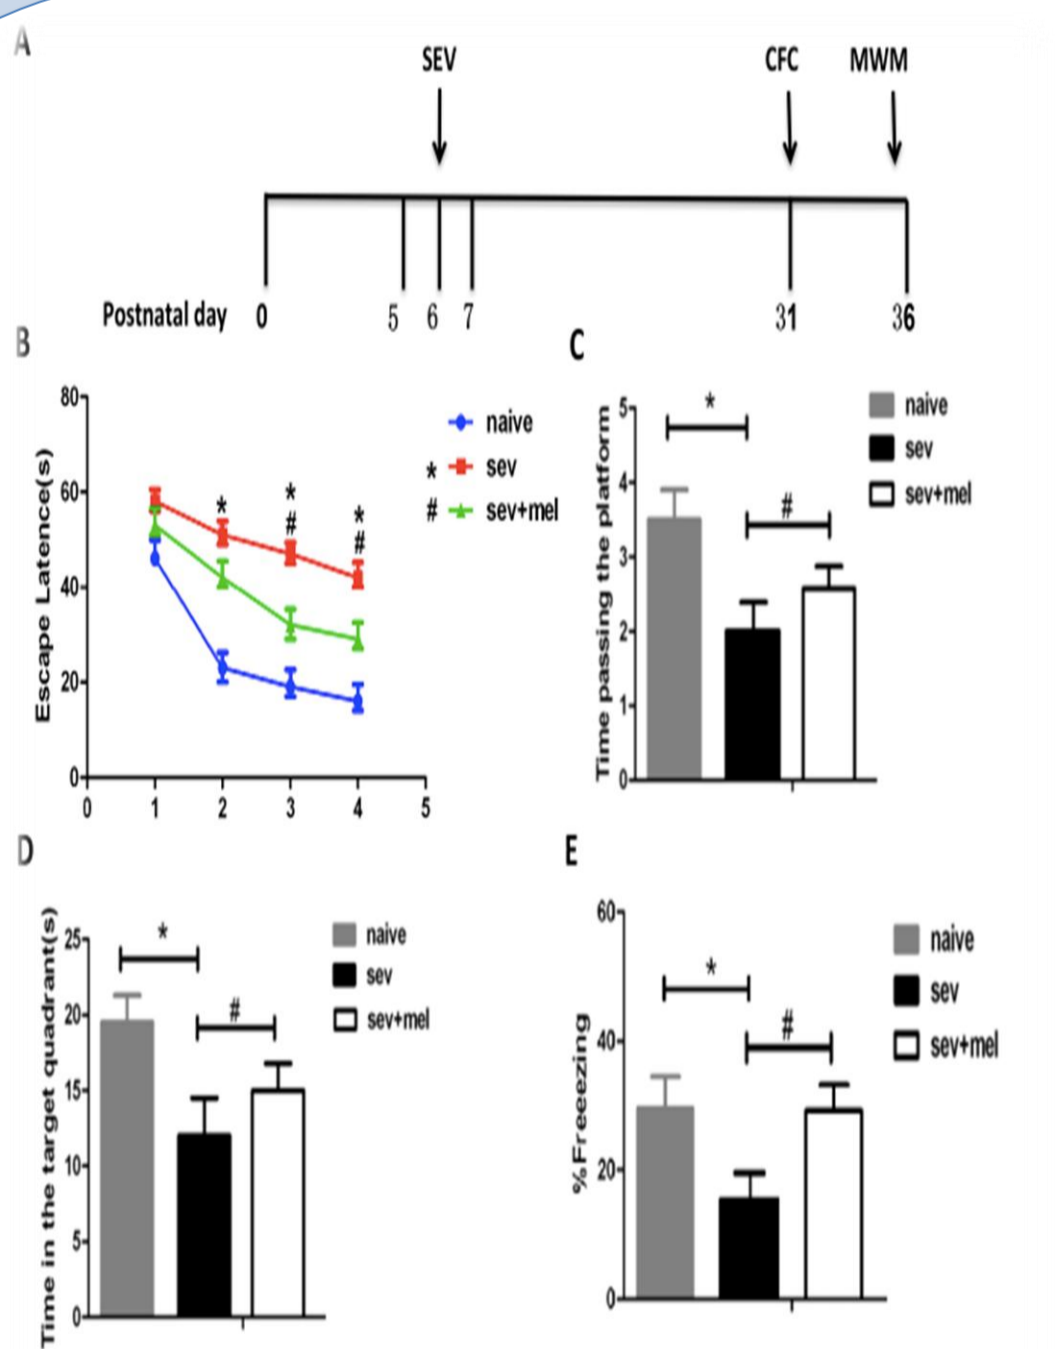 A
SEV CFC MWM
Postnatal day 0 5 6 7 31 36
B
80
60
40
20
0
0 1 2 3 4 5
Escape Latence(s)
*
*
#
*
#
naive
* sev
# sev+mel
C
5
4
3
2
1
0
Time passing the platform
*
#
naive
sev
sev+mel
D
25
20
15
10
5
0
Time in the target quadrant(s)
*
#
naive
sev
sev+mel
E
60
40
20
0
%Freeezing
*
#
naive
sev
sev+mel